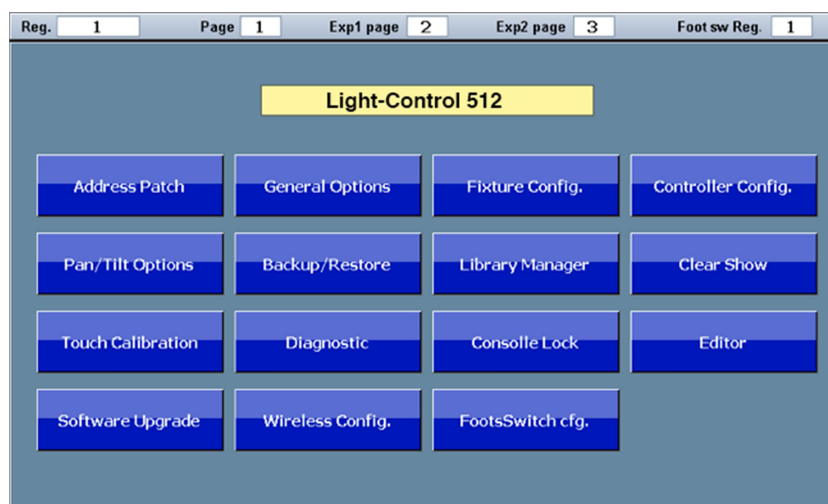 Reg. 1 Page 1 Exp1 page 2 Exp2 page 3 Foot sw Reg. 1
Light-Control 512
Address Patch General Options Fixture Config. Controller Config.
Pan/Tilt Options Backup/Restore Library Manager Clear Show
Touch Calibration Diagnostic Consolle Lock Editor
Software Upgrade Wireless Config. FootsSwitch cfg.